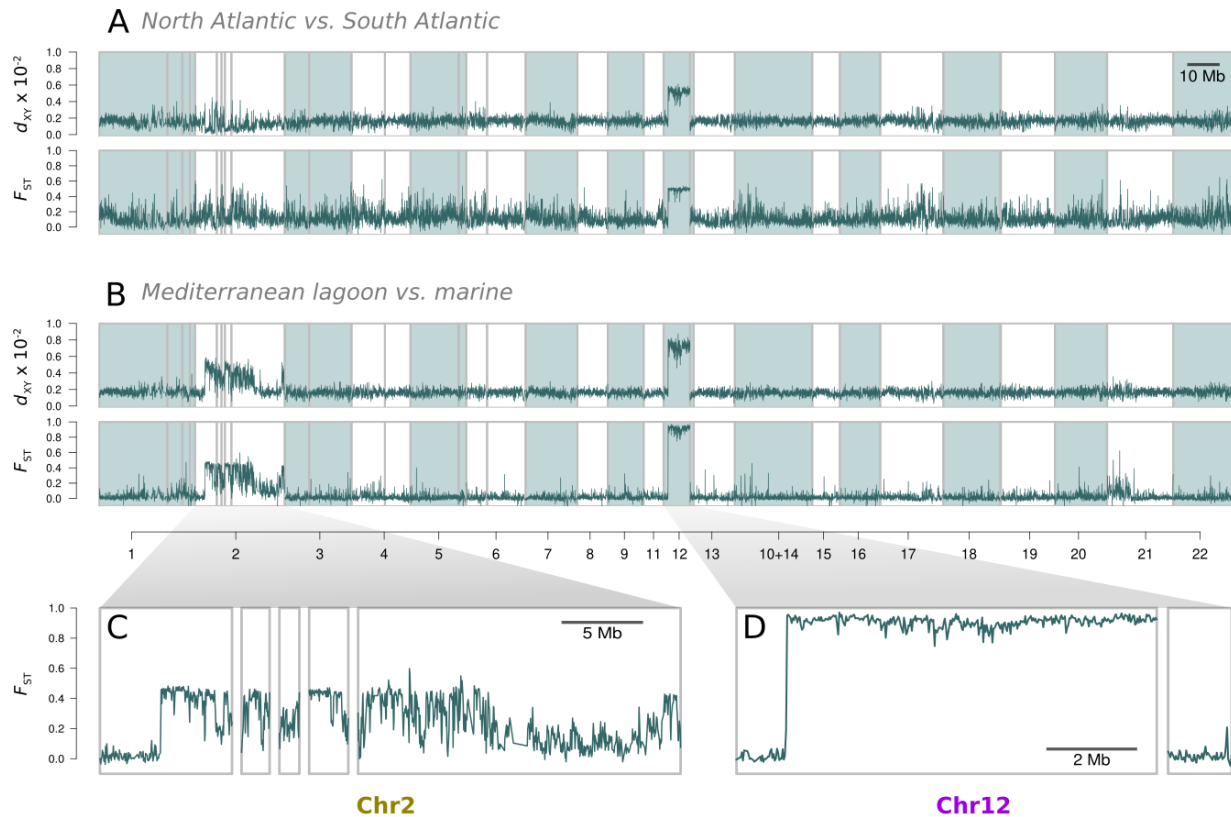 A North Atlantic vs. South Atlantic
1.0
0.8
0.6
0.4
0.2
0.0
dXY x 10-2
10 Mb
1.0
0.8
0.6
0.4
0.2
0.0
FST
B Mediterranean lagoon vs. marine
1.0
0.8
0.6
0.4
0.2
0.0
dXY x 10-2
1.0
0.8
0.6
0.4
0.2
0.0
FST
1 2 3 4 5 6 7 8 9 11 12 13 10+14 15 16 17 18 19 20 21 22
1.0
0.8
0.6
0.4
0.2
0.0
FST
C
5 Mb
D
2 Mb
Chr2
Chr12